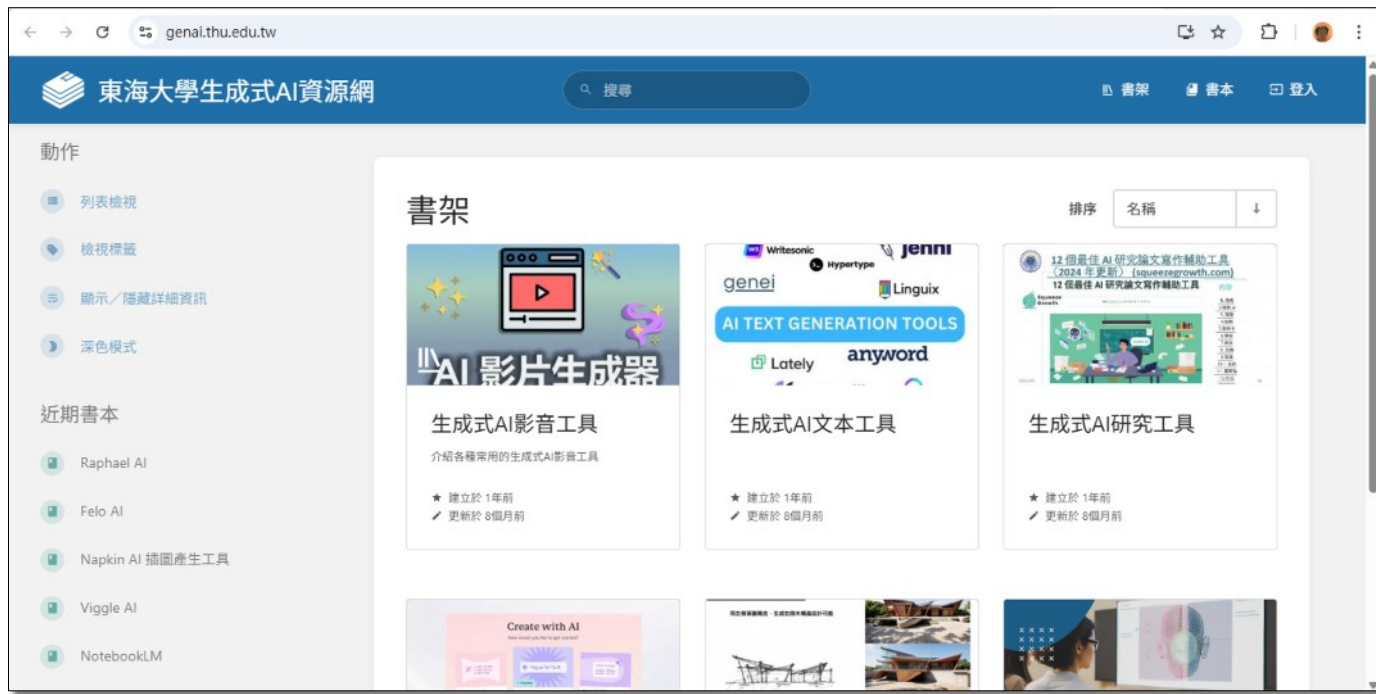 genai.thu.edu.tw
東海大學生成式AI資源網
搜尋
書架
書本
登入
動作
列表檢視
檢視標籤
顯示／隱藏詳細資訊
深色模式
近期書本
Raphael AI
Felo AI
Napkin AI 插圖產生工具
Viggle AI
NotebookLM
書架
排序
名稱
AI 影片生成器
生成式AI影音工具
介紹各種常用的生成式AI影音工具
建立於 1年前
更新於 8個月前
Writesonic
Jenni
Hypertype
genei
Linguix
AI TEXT GENERATION TOOLS
Lately
anyword
生成式AI文本工具
建立於 1年前
更新於 8個月前
12 個最佳 AI 研究論文寫作輔助工具
（2024 年更新） (squeezegrowth.com)
12 個最佳 AI 研究論文寫作輔助工具
Squeeze
Growth
生成式AI研究工具
建立於 1年前
更新於 8個月前
Create with AI
How would you like to get started?